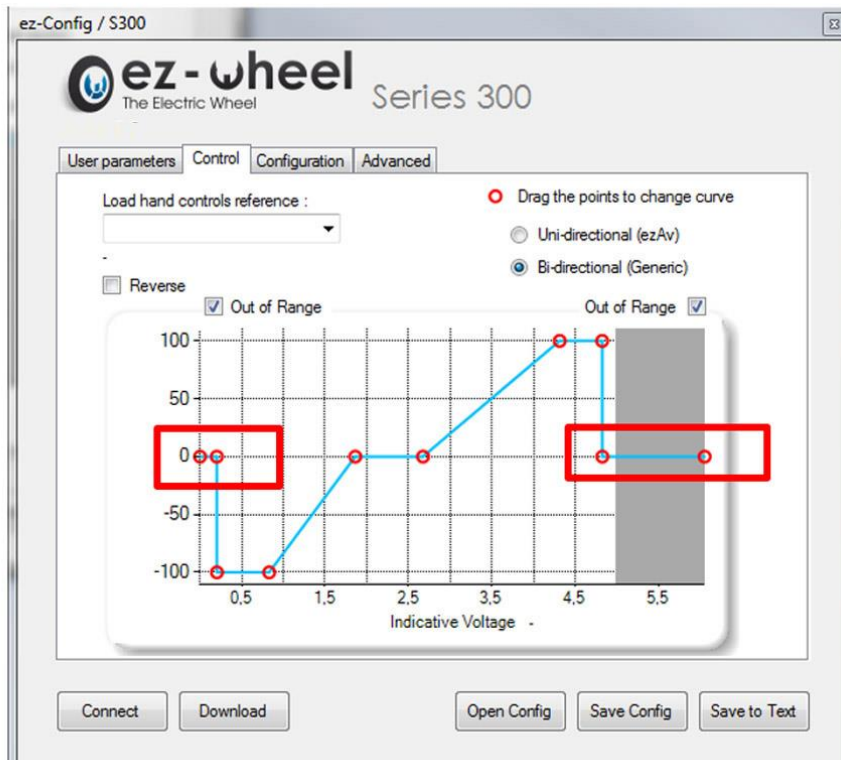 ez-Config / S300
ez-wheel
The Electric Wheel
Series 300
User parameters Control Configuration Advanced
Load hand controls reference :
Drag the points to change curve
Uni-directional (ezAv)
-
Bi-directional (Generic)
Reverse
Out of Range Out of Range
100
50
0
-50
-100
0,5 1,5 2,5 3,5 4,5 5,5
Indicative Voltage -
Connect Download Open Config Save Config Save to Text